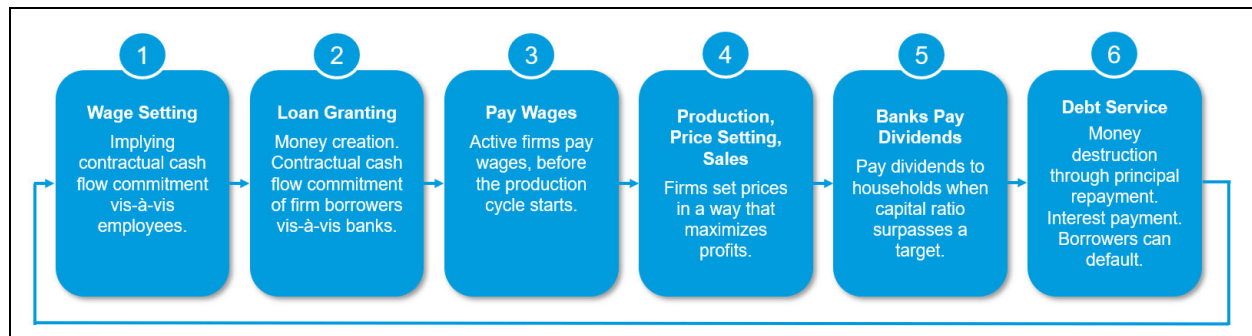 1
Wage Setting
Implying
contractual cash
flow commitment
vis-à-vis
employees.
2
Loan Granting
Money creation.
Contractual cash
flow commitment
of firm borrowers
vis-à-vis banks.
3
Pay Wages
Active firms pay
wages, before
the production
cycle starts.
4
Production,
Price Setting,
Sales
Firms set prices
in a way that
maximizes
profits.
5
Banks Pay
Dividends
Pay dividends to
households when
capital ratio
surpasses a
target.
6
Debt Service
Money
destruction
through principal
repayment.
Interest payment.
Borrowers can
default.